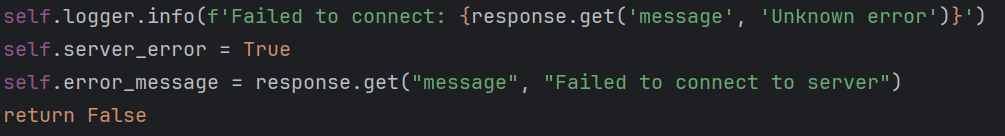 self.logger.info(f'Failed to connect: {response.get('message', 'Unknown error')}')
self.server_error = True
self.error_message = response.get("message", "Failed to connect to server")
return False